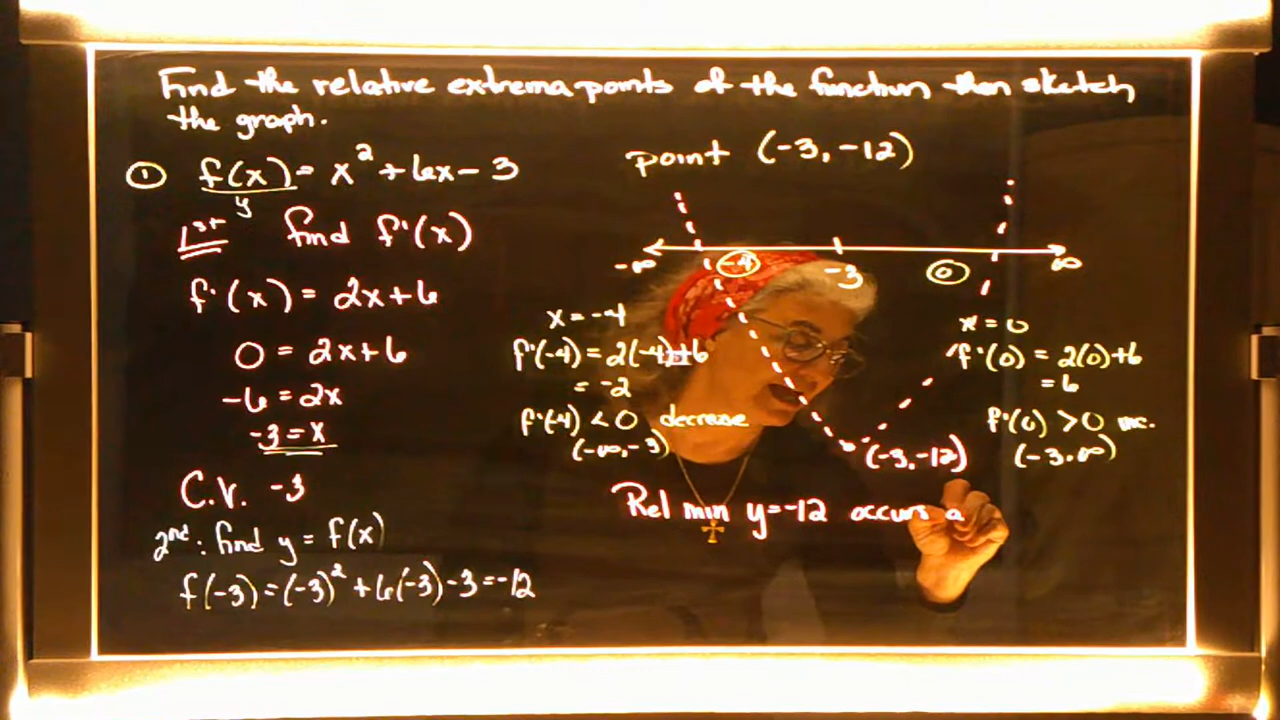 Find the relative extrema points of the function then sketch
the graph.
① f(x) = x² + 6x - 3
y
1st Find f'(x)
f'(x) = 2x+6
0 = 2x+6
-6 = 2x
-3 = x
C.V. -3
2nd: find y = f(x)
f(-3) = (-3)² + 6(-3) - 3 = -12
point (-3, -12)
-∞ -4 -3 0 ∞
x = -4
f'(-4) = 2(-4)+6
= -2
f'(-4) < 0 decrease
(-∞, -3)
x = 0
f'(0) = 2(0)+6
= 6
f'(0) > 0 inc.
(-3, ∞)
(-3, -12)
Rel min y=-12 occurs a